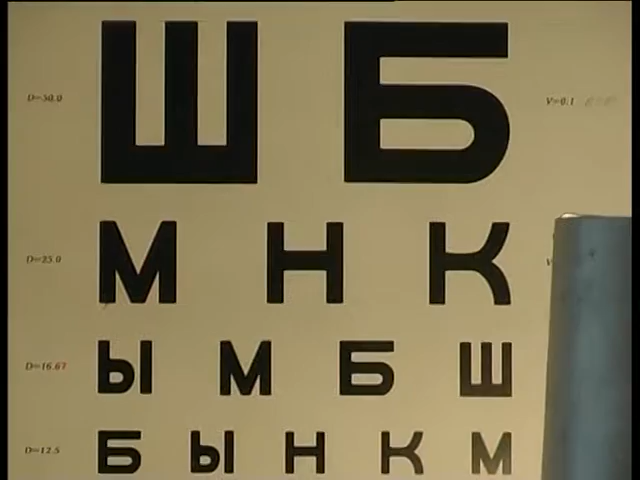 D=50.0 Ш Б V=0.1
D=25.0 М Н К
D=16.67 Ы М Б Ш
D=12.5 Б Ы Н К М